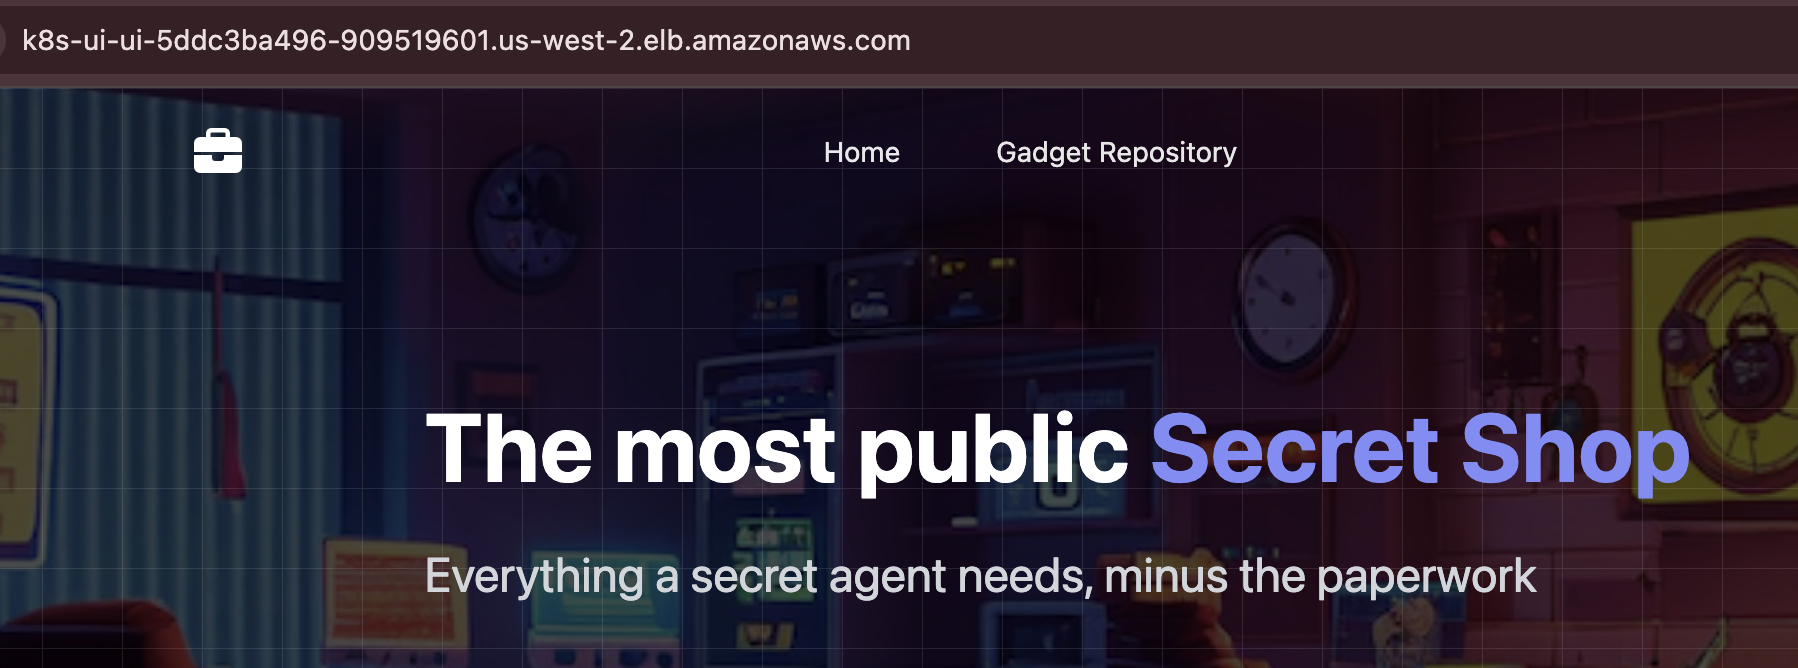 k8s-ui-ui-5ddc3ba496-909519601.us-west-2.elb.amazonaws.com
Home
Gadget Repository
The most public Secret Shop
Everything a secret agent needs, minus the paperwork